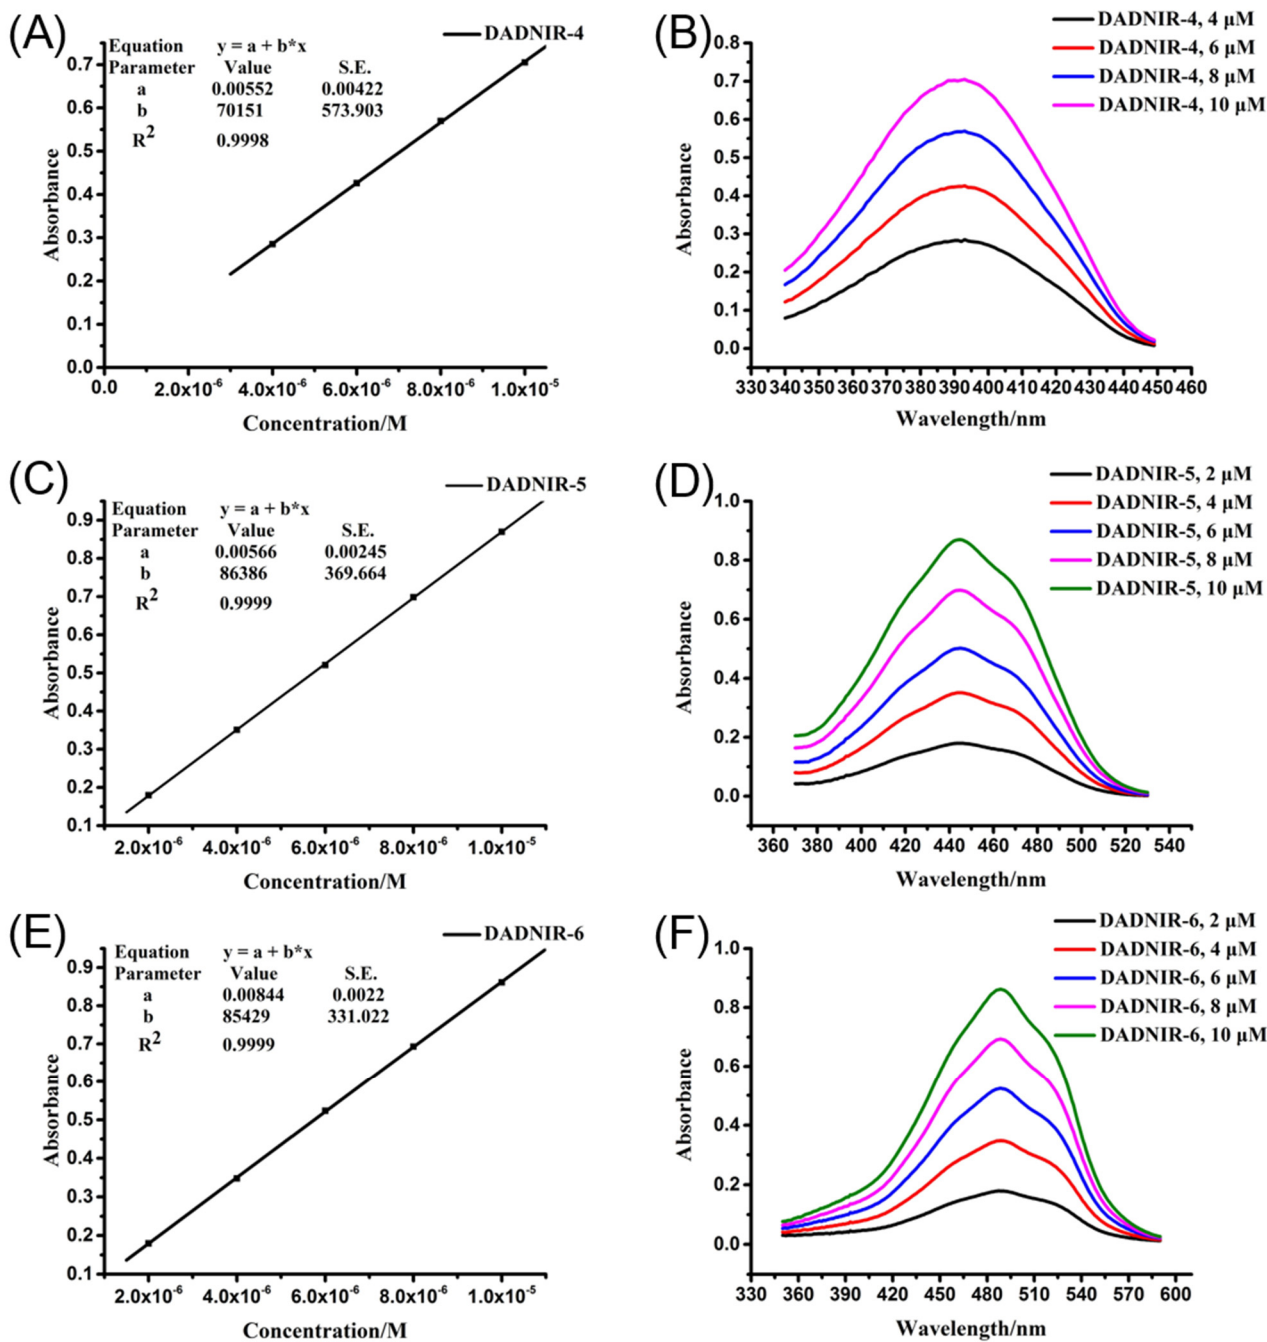 (A)
DADNIR-4
Equation y = a + b*x
Parameter Value S.E.
a 0.00552 0.00422
b 70151 573.903
R² 0.9998
0.7
0.6
0.5
0.4
0.3
0.2
0.1
0.0
Absorbance
0.0 2.0x10⁻⁶ 4.0x10⁻⁶ 6.0x10⁻⁶ 8.0x10⁻⁶ 1.0x10⁻⁵
Concentration/M
(B)
DADNIR-4, 4 μM
DADNIR-4, 6 μM
DADNIR-4, 8 μM
DADNIR-4, 10 μM
0.8
0.7
0.6
0.5
0.4
0.3
0.2
0.1
0.0
Absorbance
330 340 350 360 370 380 390 400 410 420 430 440 450 460
Wavelength/nm
(C)
DADNIR-5
Equation y = a + b*x
Parameter Value S.E.
a 0.00566 0.00245
b 86386 369.664
R² 0.9999
0.9
0.8
0.7
0.6
0.5
0.4
0.3
0.2
0.1
Absorbance
2.0x10⁻⁶ 4.0x10⁻⁶ 6.0x10⁻⁶ 8.0x10⁻⁶ 1.0x10⁻⁵
Concentration/M
(D)
DADNIR-5, 2 μM
DADNIR-5, 4 μM
DADNIR-5, 6 μM
DADNIR-5, 8 μM
DADNIR-5, 10 μM
1.0
0.8
0.6
0.4
0.2
0.0
Absorbance
360 380 400 420 440 460 480 500 520 540
Wavelength/nm
(E)
DADNIR-6
Equation y = a + b*x
Parameter Value S.E.
a 0.00844 0.0022
b 85429 331.022
R² 0.9999
0.9
0.8
0.7
0.6
0.5
0.4
0.3
0.2
0.1
Absorbance
2.0x10⁻⁶ 4.0x10⁻⁶ 6.0x10⁻⁶ 8.0x10⁻⁶ 1.0x10⁻⁵
Concentration/M
(F)
DADNIR-6, 2 μM
DADNIR-6, 4 μM
DADNIR-6, 6 μM
DADNIR-6, 8 μM
DADNIR-6, 10 μM
1.0
0.8
0.6
0.4
0.2
0.0
Absorbance
330 360 390 420 450 480 510 540 570 600
Wavelength/nm